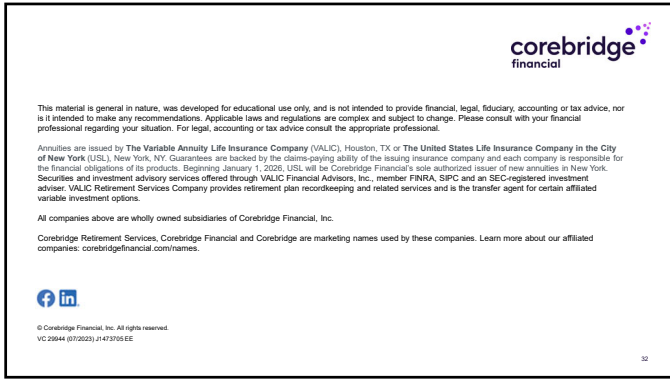 corebridge
financial
This material is general in nature, was developed for educational use only, and is not intended to provide financial, legal, fiduciary, accounting or tax advice, nor
is it intended to make any recommendations. Applicable laws and regulations are complex and subject to change. Please consult with your financial
professional regarding your situation. For legal, accounting or tax advice consult the appropriate professional.
Annuities are issued by The Variable Annuity Life Insurance Company (VALIC), Houston, TX or The United States Life Insurance Company in the City
of New York (USL), New York, NY. Guarantees are backed by the claims-paying ability of the issuing insurance company and each company is responsible for
the financial obligations of its products. Beginning January 1, 2026, USL will be Corebridge Financial's sole authorized issuer of new annuities in New York.
Securities and investment advisory services offered through VALIC Financial Advisors, Inc., member FINRA, SIPC and an SEC-registered investment
adviser. VALIC Retirement Services Company provides retirement plan recordkeeping and related services and is the transfer agent for certain affiliated
variable investment options.
All companies above are wholly owned subsidiaries of Corebridge Financial, Inc.
Corebridge Retirement Services, Corebridge Financial and Corebridge are marketing names used by these companies. Learn more about our affiliated
companies: corebridgefinancial.com/names.
f in
© Corebridge Financial, Inc. All rights reserved.
VC 29944 (07/2023) J1473705 EE
32